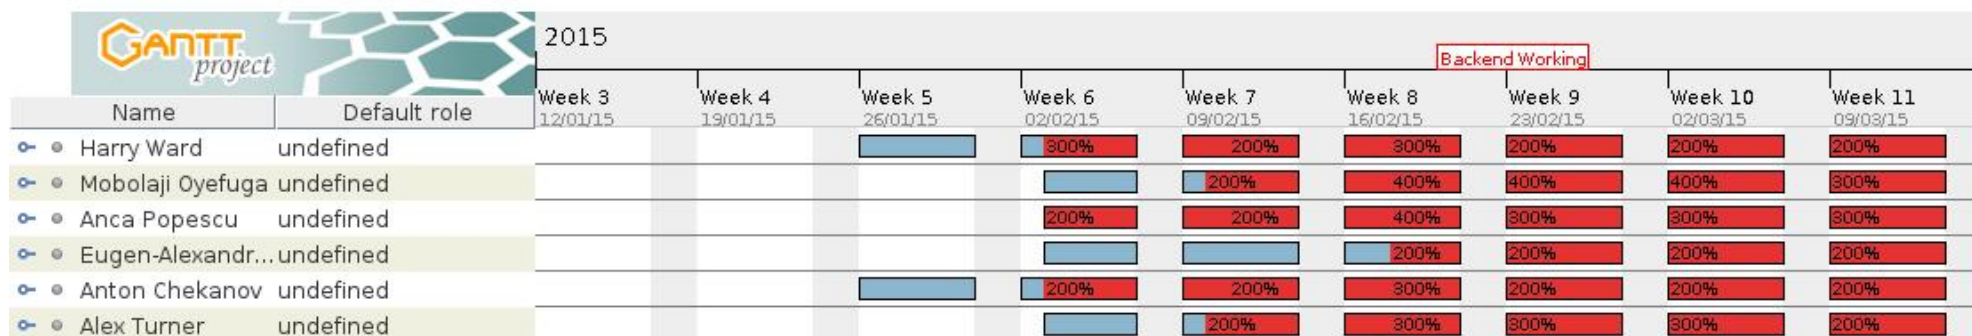 GANTT
project
2015
Backend Working
Name Default role Week 3 Week 4 Week 5 Week 6 Week 7 Week 8 Week 9 Week 10 Week 11
12/01/15 19/01/15 26/01/15 02/02/15 09/02/15 16/02/15 23/02/15 02/03/15 09/03/15
Harry Ward undefined 300% 200% 300% 200% 200% 200%
Mobolaji Oyefuga undefined 200% 400% 400% 400% 300%
Anca Popescu undefined 200% 200% 400% 300% 300% 300%
Eugen-Alexandr... undefined 200% 200% 200% 200%
Anton Chekanov undefined 200% 200% 300% 200% 200% 200%
Alex Turner undefined 200% 300% 300% 300% 200%